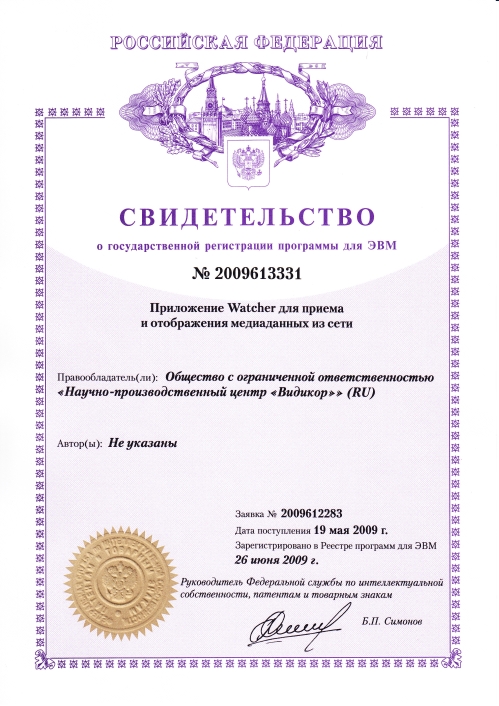 РОССИЙСКАЯ ФЕДЕРАЦИЯ
СВИДЕТЕЛЬСТВО
о государственной регистрации программы для ЭВМ
№ 2009613331
Приложение Watcher для приема
и отображения медиаданных из сети
Правообладатель(ли): Общество с ограниченной ответственностью
«Научно-производственный центр «Видикор»» (RU)
Автор(ы): Не указаны
Заявка № 2009612283
Дата поступления 19 мая 2009 г.
Зарегистрировано в Реестре программ для ЭВМ
26 июня 2009 г.
Руководитель Федеральной службы по интеллектуальной
собственности, патентам и товарным знакам
Б.П. Симонов